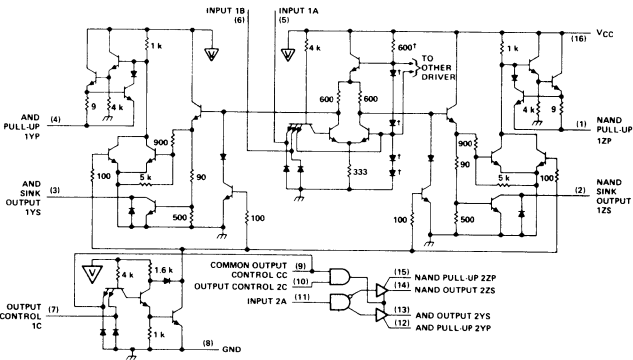 INPUT 1B
(6)
INPUT 1A
(5)
V
V
(16) VCC
1 k
4 k
600†
TO
OTHER
DRIVER
1 k
9
4 k
600
600
†
†
4 k
9
AND
PULL-UP
1YP
(4)
(1)
NAND
PULL-UP
1ZP
900
900
100
5 k
90
333
†
†
90
5 k
100
AND
SINK
OUTPUT
1YS
(3)
(2)
NAND
SINK
OUTPUT
1ZS
500
100
100
500
V
4 k
1.6 k
COMMON OUTPUT
CONTROL CC
(9)
OUTPUT CONTROL 2C
(10)
INPUT 2A
(11)
(15)
NAND PULL-UP 2ZP
(14)
NAND OUTPUT 2ZS
(13)
AND OUTPUT 2YS
(12)
AND PULL-UP 2YP
OUTPUT
CONTROL
1C
(7)
1 k
(8)
GND